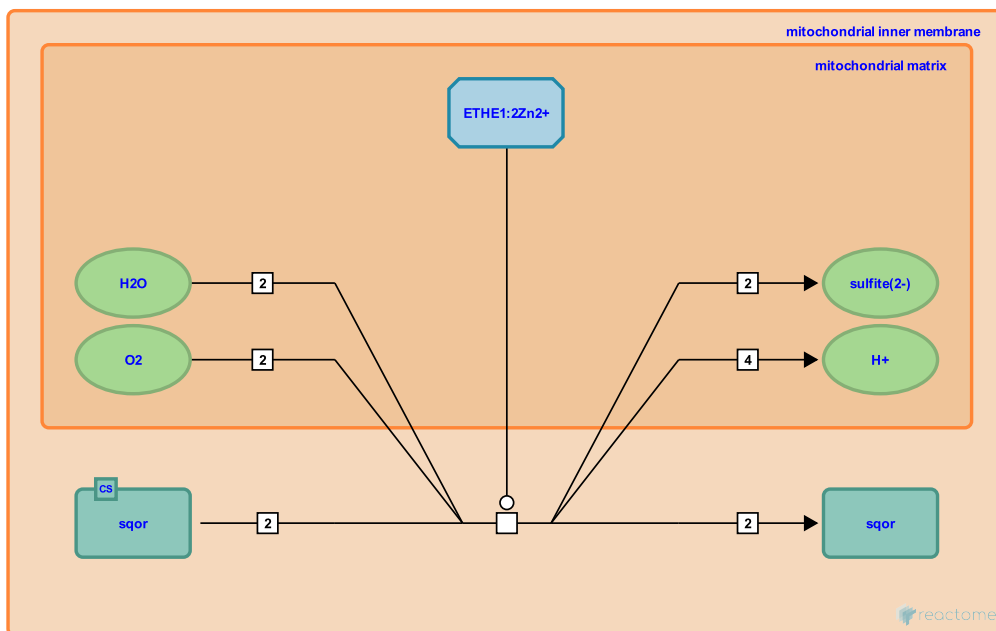 mitochondrial inner membrane
mitochondrial matrix
ETHE1:2Zn2+
H2O
2
2
sulfite(2-)
O2
2
4
H+
CS
sqor
2
2
sqor
reactome